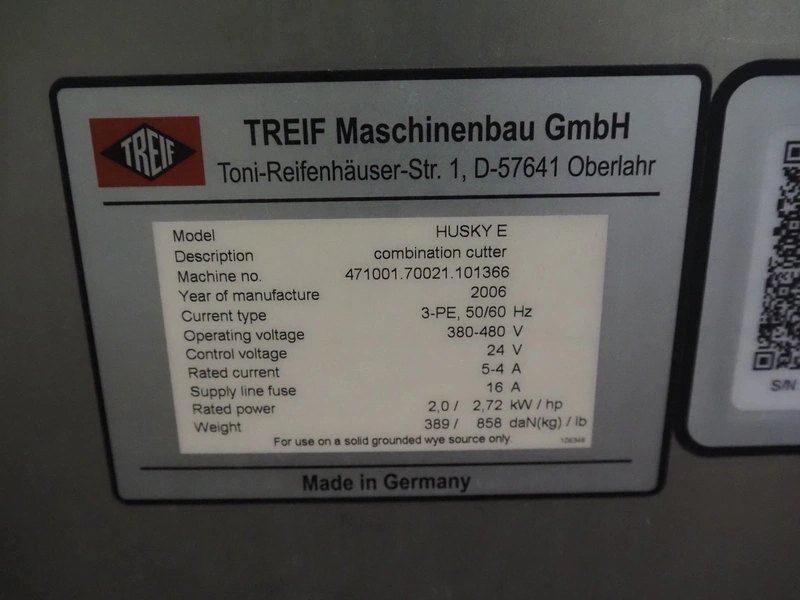 TREIF
TREIF Maschinenbau GmbH
Toni-Reifenhäuser-Str. 1, D-57641 Oberlahr
Model HUSKY E
Description combination cutter
Machine no. 471001.70021.101366
Year of manufacture 2006
Current type 3-PE, 50/60 Hz
Operating voltage 380-480 V
Control voltage 24 V
Rated current 5-4 A
Supply line fuse 16 A
Rated power 2,0 / 2,72 kW / hp
Weight 389 / 858 daN(kg) / lb
For use on a solid grounded wye source only.
Made in Germany
S/N